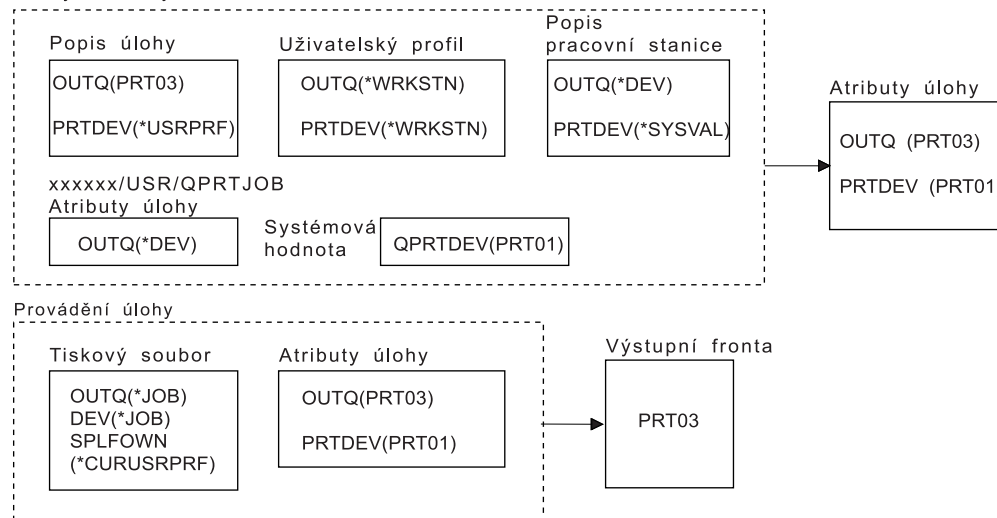 Popis úlohy
OUTQ(PRT03)
PRTDEV(*USRPRF)
Uživatelský profil
OUTQ(*WRKSTN)
PRTDEV(*WRKSTN)
Popis
pracovní stanice
OUTQ(*DEV)
PRTDEV(*SYSVAL)
Atributy úlohy
OUTQ (PRT03)
PRTDEV (PRT01
xxxxxx/USR/QPRTJOB
Atributy úlohy
OUTQ(*DEV)
Systémová
hodnota
QPRTDEV(PRT01)
Provádění úlohy
Tiskový soubor
OUTQ(*JOB)
DEV(*JOB)
SPLFOWN
(*CURUSRPRF)
Atributy úlohy
OUTQ(PRT03)
PRTDEV(PRT01)
Výstupní fronta
PRT03